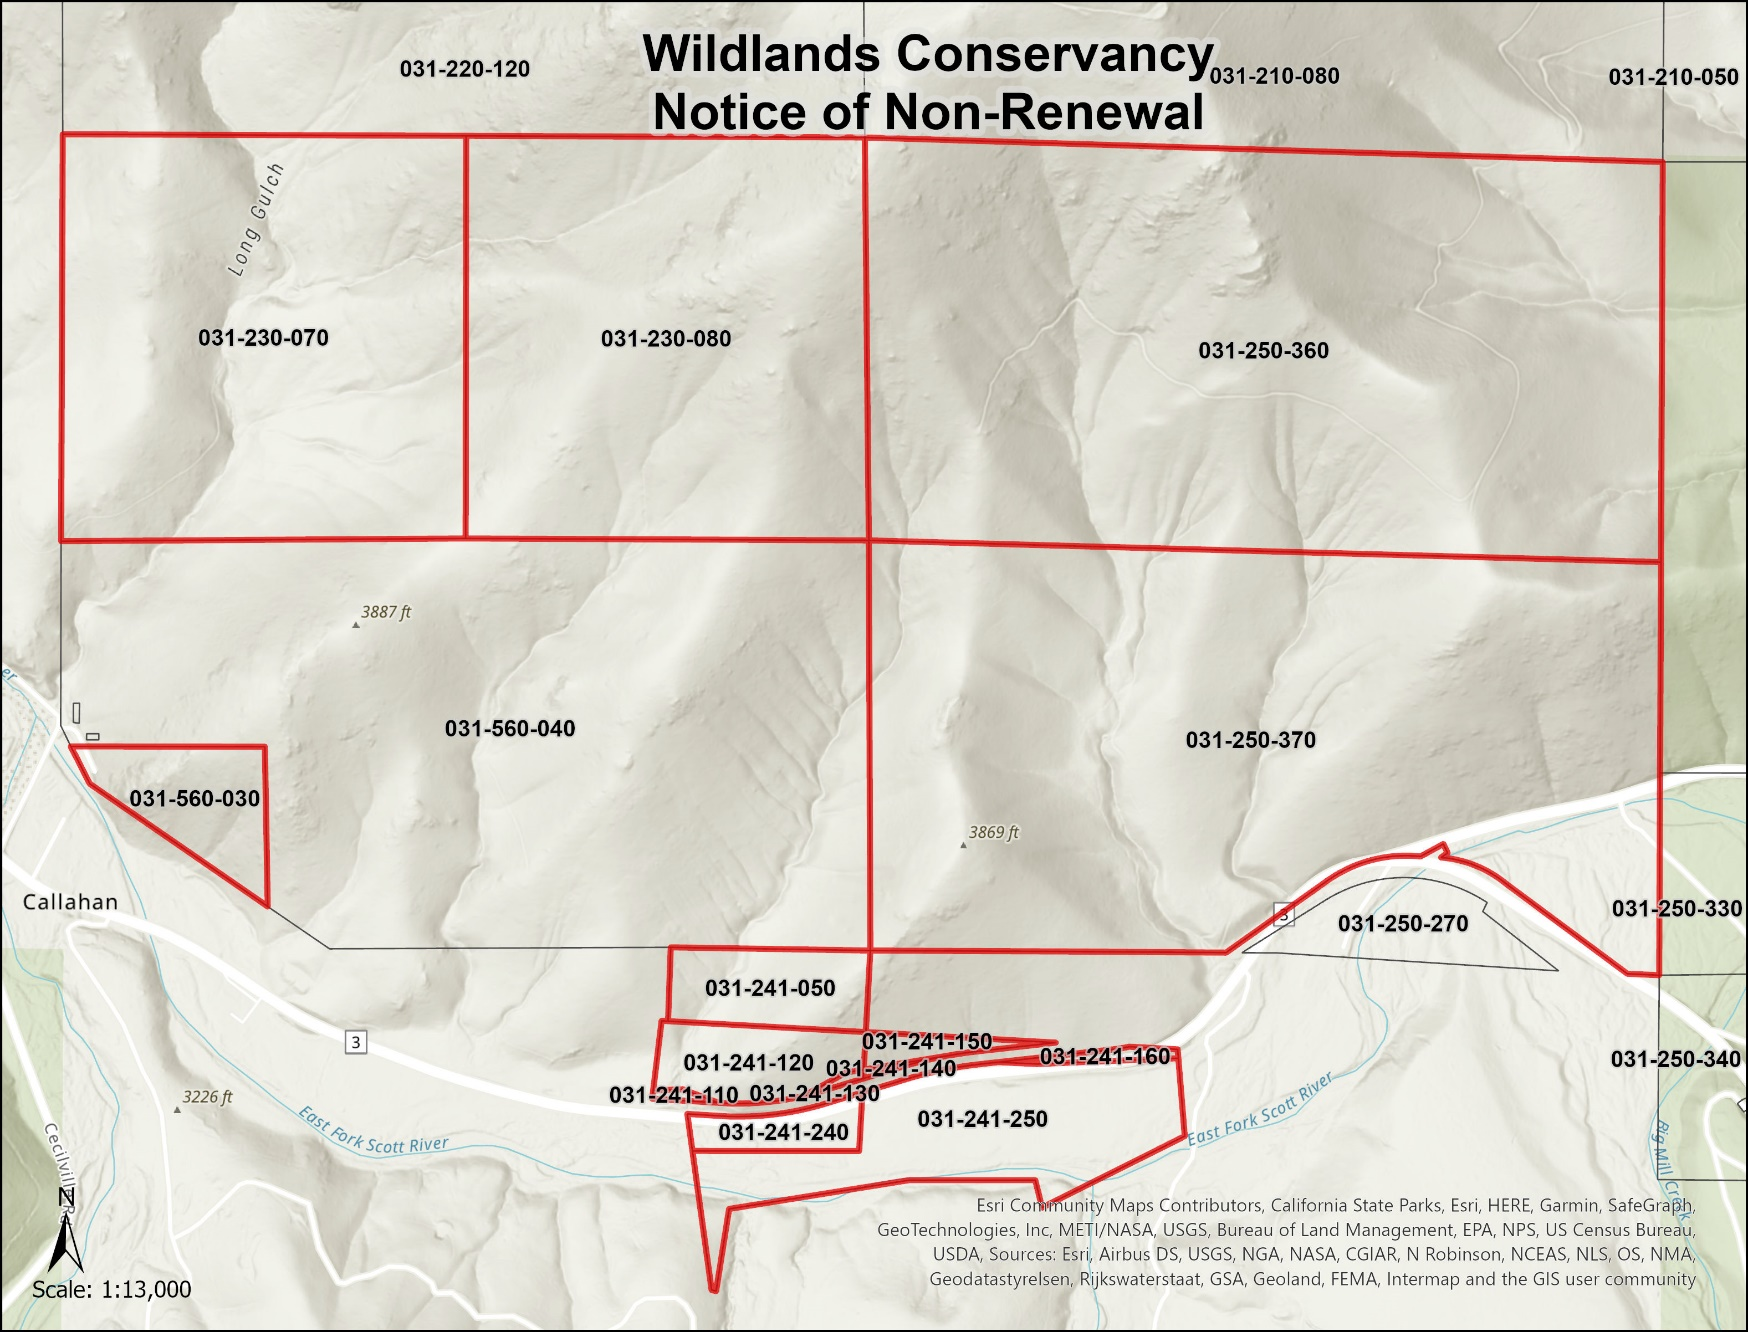 Wildlands Conservancy
Notice of Non-Renewal
031-220-120
031-210-080
031-210-050
Long Gulch
031-230-070
031-230-080
031-250-360
3887 ft
031-560-040
031-250-370
031-560-030
3869 ft
Callahan
031-250-330
3
031-250-270
031-241-050
3
031-241-150
031-241-120
031-241-160
031-241-140
031-250-340
031-241-110
031-241-130
3226 ft
031-241-250
East Fork Scott River
031-241-240
East Fork Scott River
Big Mill Creek
N
Scale: 1:13,000
Esri Community Maps Contributors, California State Parks, Esri, HERE, Garmin, SafeGraph,
GeoTechnologies, Inc, METI/NASA, USGS, Bureau of Land Management, EPA, NPS, US Census Bureau,
USDA, Sources: Esri, Airbus DS, USGS, NGA, NASA, CGIAR, N Robinson, NCEAS, NLS, OS, NMA,
Geodatastyrelsen, Rijkswaterstaat, GSA, Geoland, FEMA, Intermap and the GIS user community